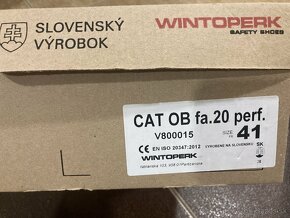 SLOVENSKÝ
VÝROBOK
WINTOPERK
SAFETY SHOES
CAT OB fa.20 perf.
V800015
SIZE
41
CE EN ISO 20347:2012
VYROBENÉ NA SLOVENSKU
SK
WINTOPERK